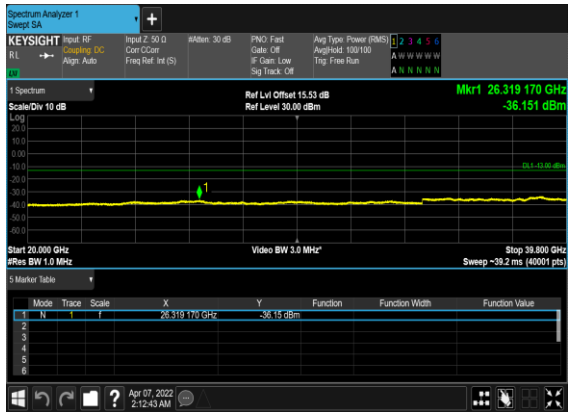 Spectrum Analyzer 1
Swept SA
+
KEYSIGHT Input: RF Input Z: 50 Ω #Atten: 30 dB PNO: Fast Avg Type: Power (RMS) 1 2 3 4 5 6
RL Coupling: DC Corr CCorr Gate: Off Avg|Hold: 100/100 A W W W W W
Align: Auto Freq Ref: Int (S) IF Gain: Low Trig: Free Run
Sig Track: Off A N N N N N
1 Spectrum
Ref Lvl Offset 15.53 dB Mkr1 26.319 170 GHz
Scale/Div 10 dB Ref Level 30.00 dBm -36.151 dBm
Log
20.0
10.0
0.00
-10.0
DL1 -13.00 dBm
-20.0
-30.0
1
-40.0
-50.0
-60.0
Start 20.000 GHz Video BW 3.0 MHz* Stop 39.800 GHz
#Res BW 1.0 MHz Sweep ~39.2 ms (40001 pts)
5 Marker Table
Mode Trace Scale X Y Function Function Width Function Value
1 N 1 f 26.319 170 GHz -36.15 dBm
2
3
4
5
6
? Apr 07, 2022
2:12:43 AM